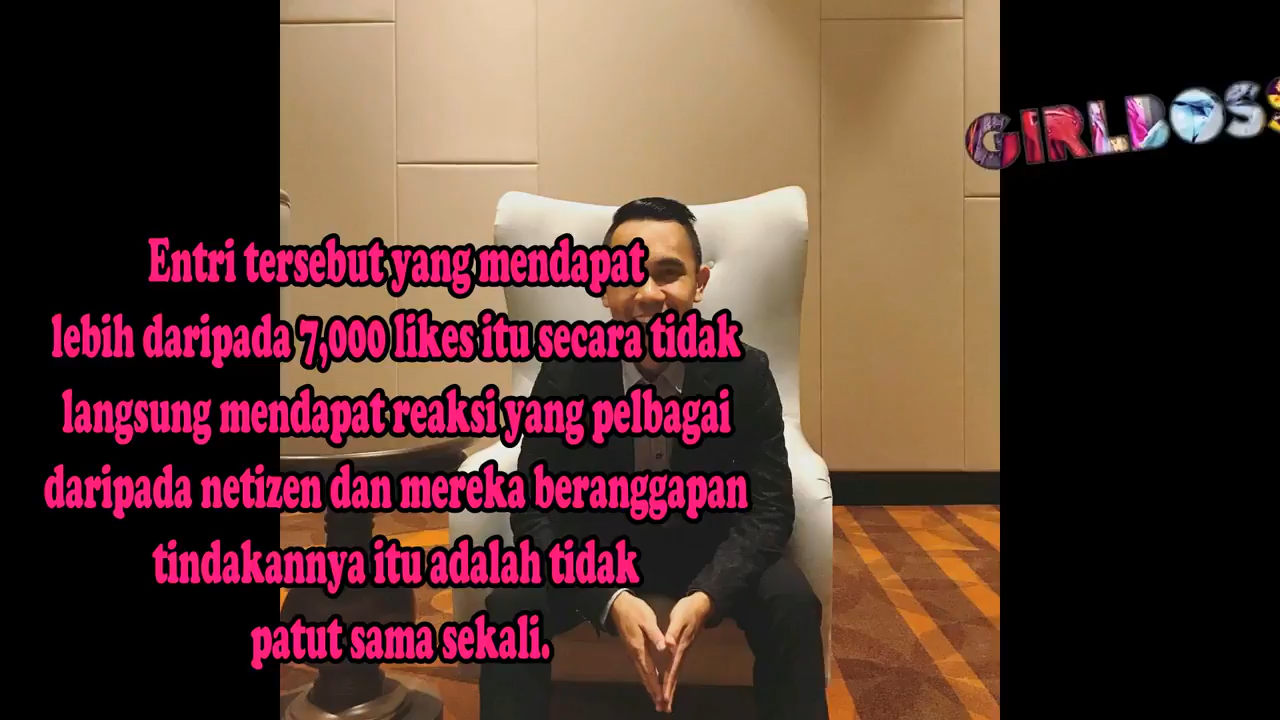 GIRLBOSS
Entri tersebut yang mendapat
lebih daripada 7,000 likes itu secara tidak
langsung mendapat reaksi yang pelbagai
daripada netizen dan mereka beranggapan
tindakannya itu adalah tidak
patut sama sekali.